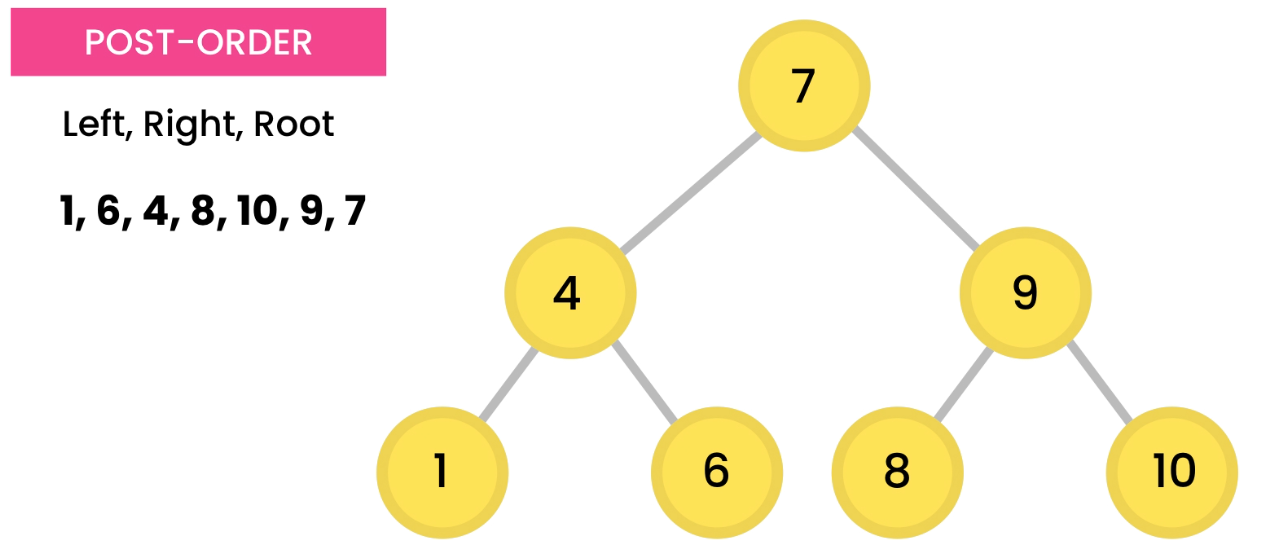 POST-ORDER
Left, Right, Root
1, 6, 4, 8, 10, 9, 7
7
4
9
1
6
8
10